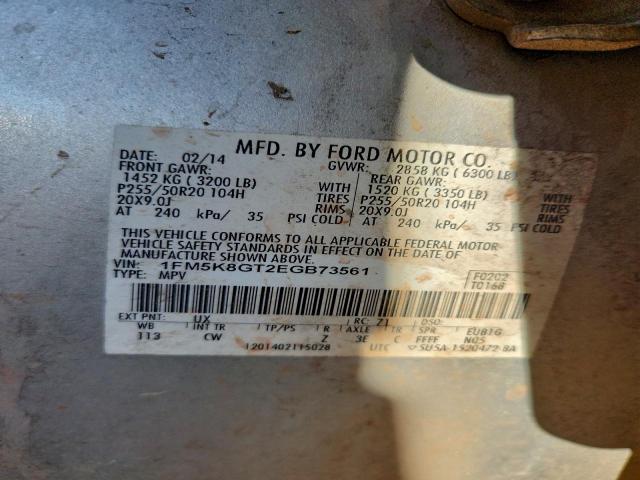 MFD. BY FORD MOTOR CO.
DATE: 02/14 GVWR: 2858 KG ( 6300 LB)
FRONT GAWR: REAR GAWR:
1452 KG ( 3200 LB) WITH 1520 KG ( 3350 LB) WITH
P255/50R20 104H TIRES P255/50R20 104H TIRES
20X9.0J RIMS 20X9.0J RIMS
AT 240 kPa/ 35 PSI COLD AT 240 kPa/ 35 PSI COLD
THIS VEHICLE CONFORMS TO ALL APPLICABLE FEDERAL MOTOR
VEHICLE SAFETY STANDARDS IN EFFECT ON THE DATE OF
MANUFACTURE SHOWN ABOVE.
VIN: 1FM5K8GT2EGB73561 F0202
TYPE: MPV T0168
EXT PNT: UX RC: 21 DSO:
WB INT TR TP/PS R AXLE TR SPR EUB1G
113 CW Z 3E C FFFF N05
UTC